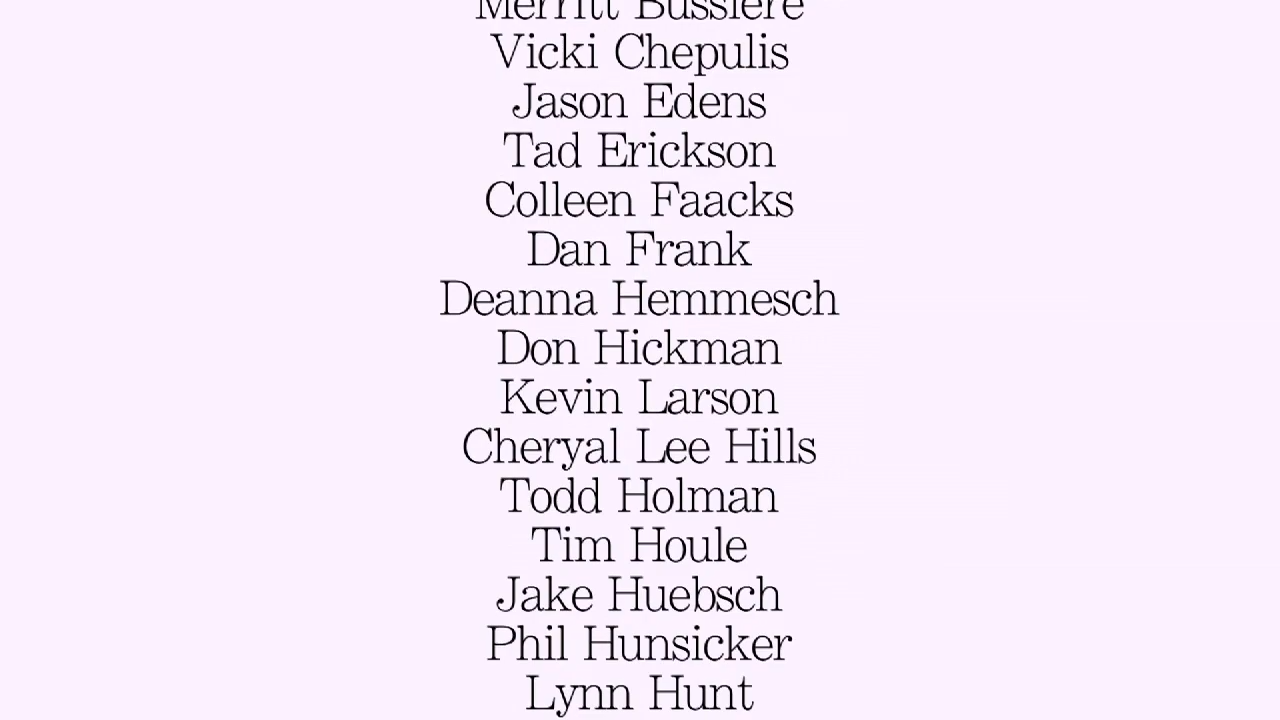 Merritt Bussiere
Vicki Chepulis
Jason Edens
Tad Erickson
Colleen Faacks
Dan Frank
Deanna Hemmesch
Don Hickman
Kevin Larson
Cheryal Lee Hills
Todd Holman
Tim Houle
Jake Huebsch
Phil Hunsicker
Lynn Hunt